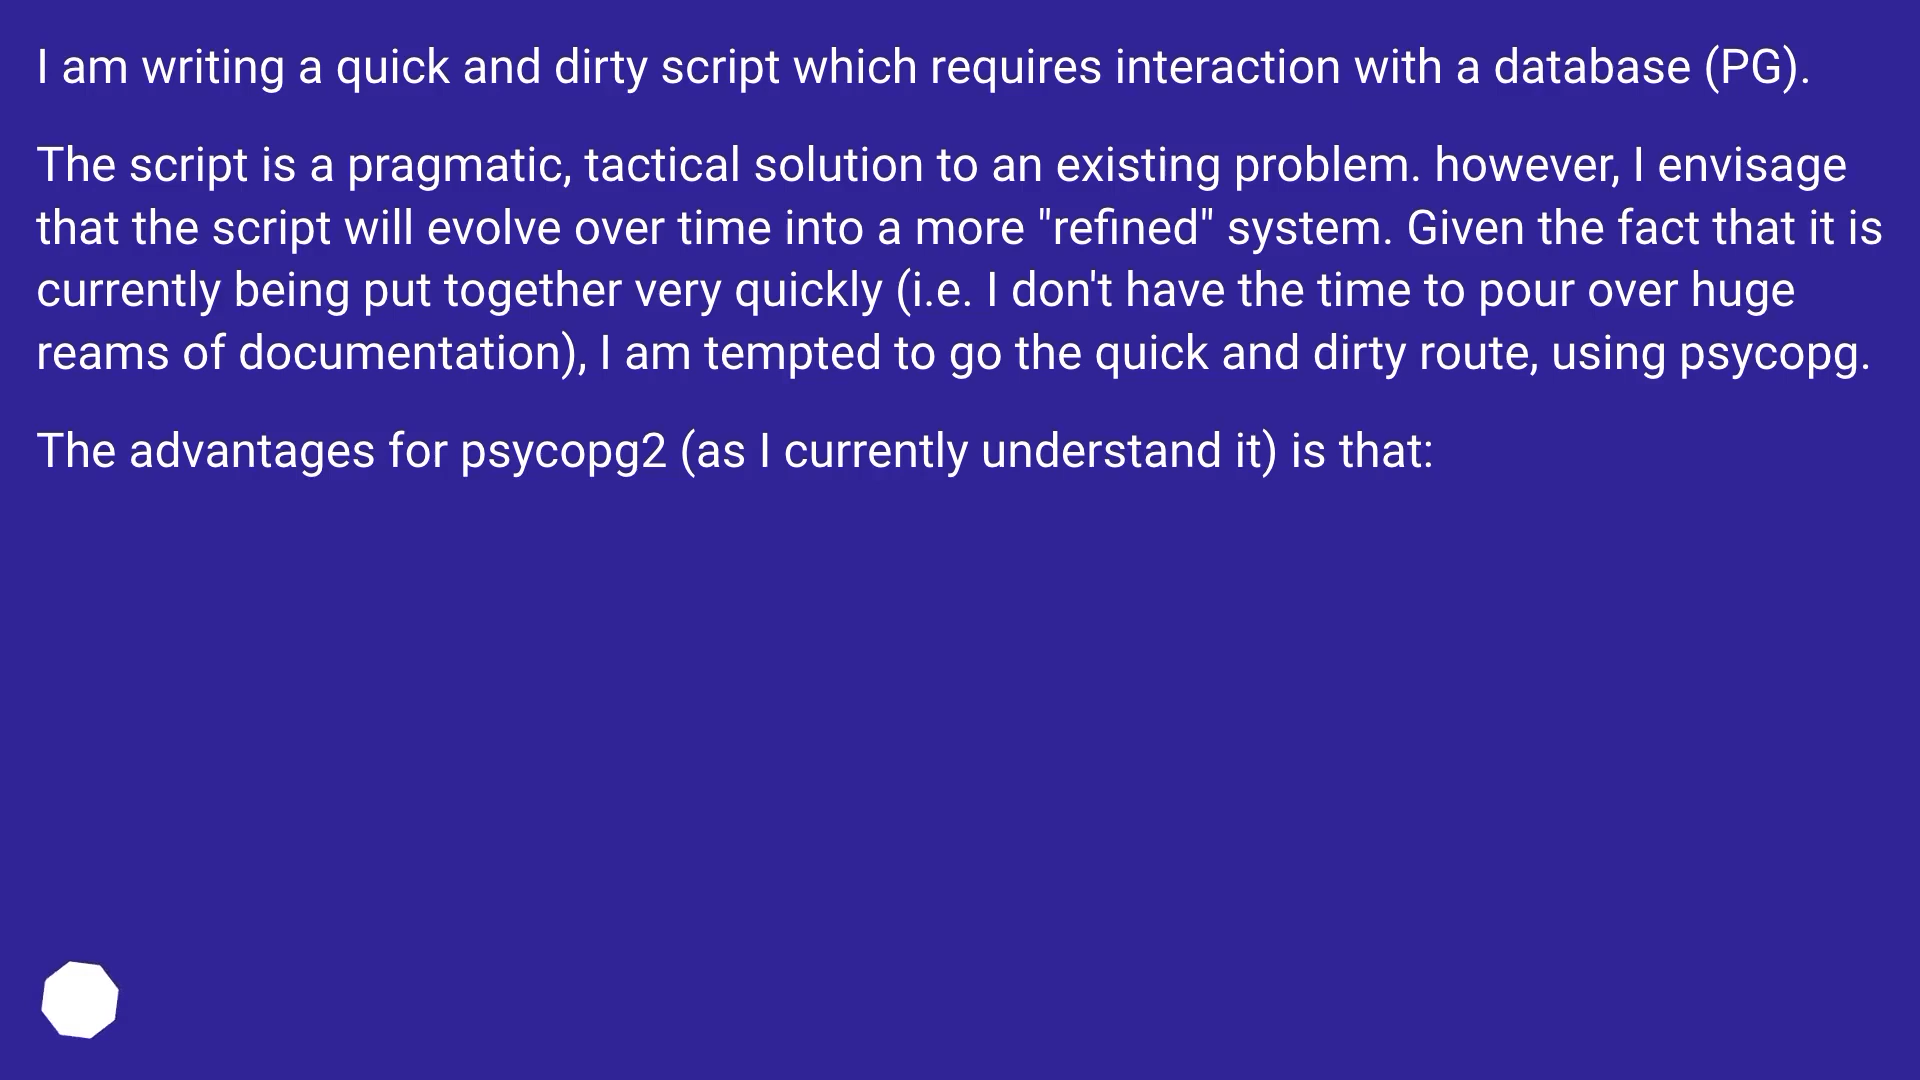 I am writing a quick and dirty script which requires interaction with a database (PG).
The script is a pragmatic, tactical solution to an existing problem. however, I envisage
that the script will evolve over time into a more "refined" system. Given the fact that it is
currently being put together very quickly (i.e. I don't have the time to pour over huge
reams of documentation), I am tempted to go the quick and dirty route, using psycopg.
The advantages for psycopg2 (as I currently understand it) is that: